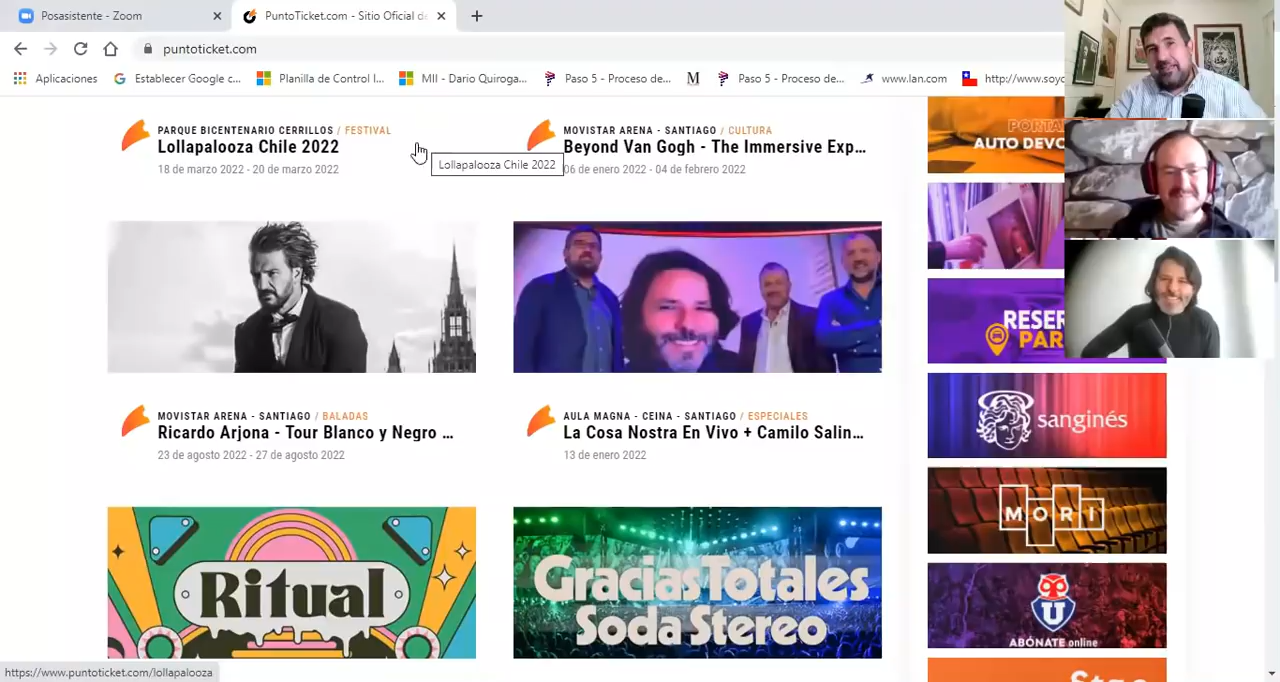 Posasistente - Zoom
PuntoTicket.com - Sitio Oficial de
puntoticket.com
Aplicaciones
Establecer Google c...
Planilla de Control I...
MII - Dario Quiroga...
Paso 5 - Proceso de...
M
Paso 5 - Proceso de...
www.lan.com
http://www.soyc
PARQUE BICENTENARIO CERRILLOS / FESTIVAL
Lollapalooza Chile 2022
18 de marzo 2022 - 20 de marzo 2022
Lollapalooza Chile 2022
MOVISTAR ARENA - SANTIAGO / CULTURA
Beyond Van Gogh - The Immersive Exp...
06 de enero 2022 - 04 de febrero 2022
PORTA
AUTO DEVO
RESER
PAR
MOVISTAR ARENA - SANTIAGO / BALADAS
Ricardo Arjona - Tour Blanco y Negro ...
23 de agosto 2022 - 27 de agosto 2022
AULA MAGNA - CEINA - SANTIAGO / ESPECIALES
La Cosa Nostra En Vivo + Camilo Salin...
13 de enero 2022
sanginés
MORI
Ritual
GraciasTotales
Soda Stereo
U
ABÓNATE online
https://www.puntoticket.com/lollapalooza